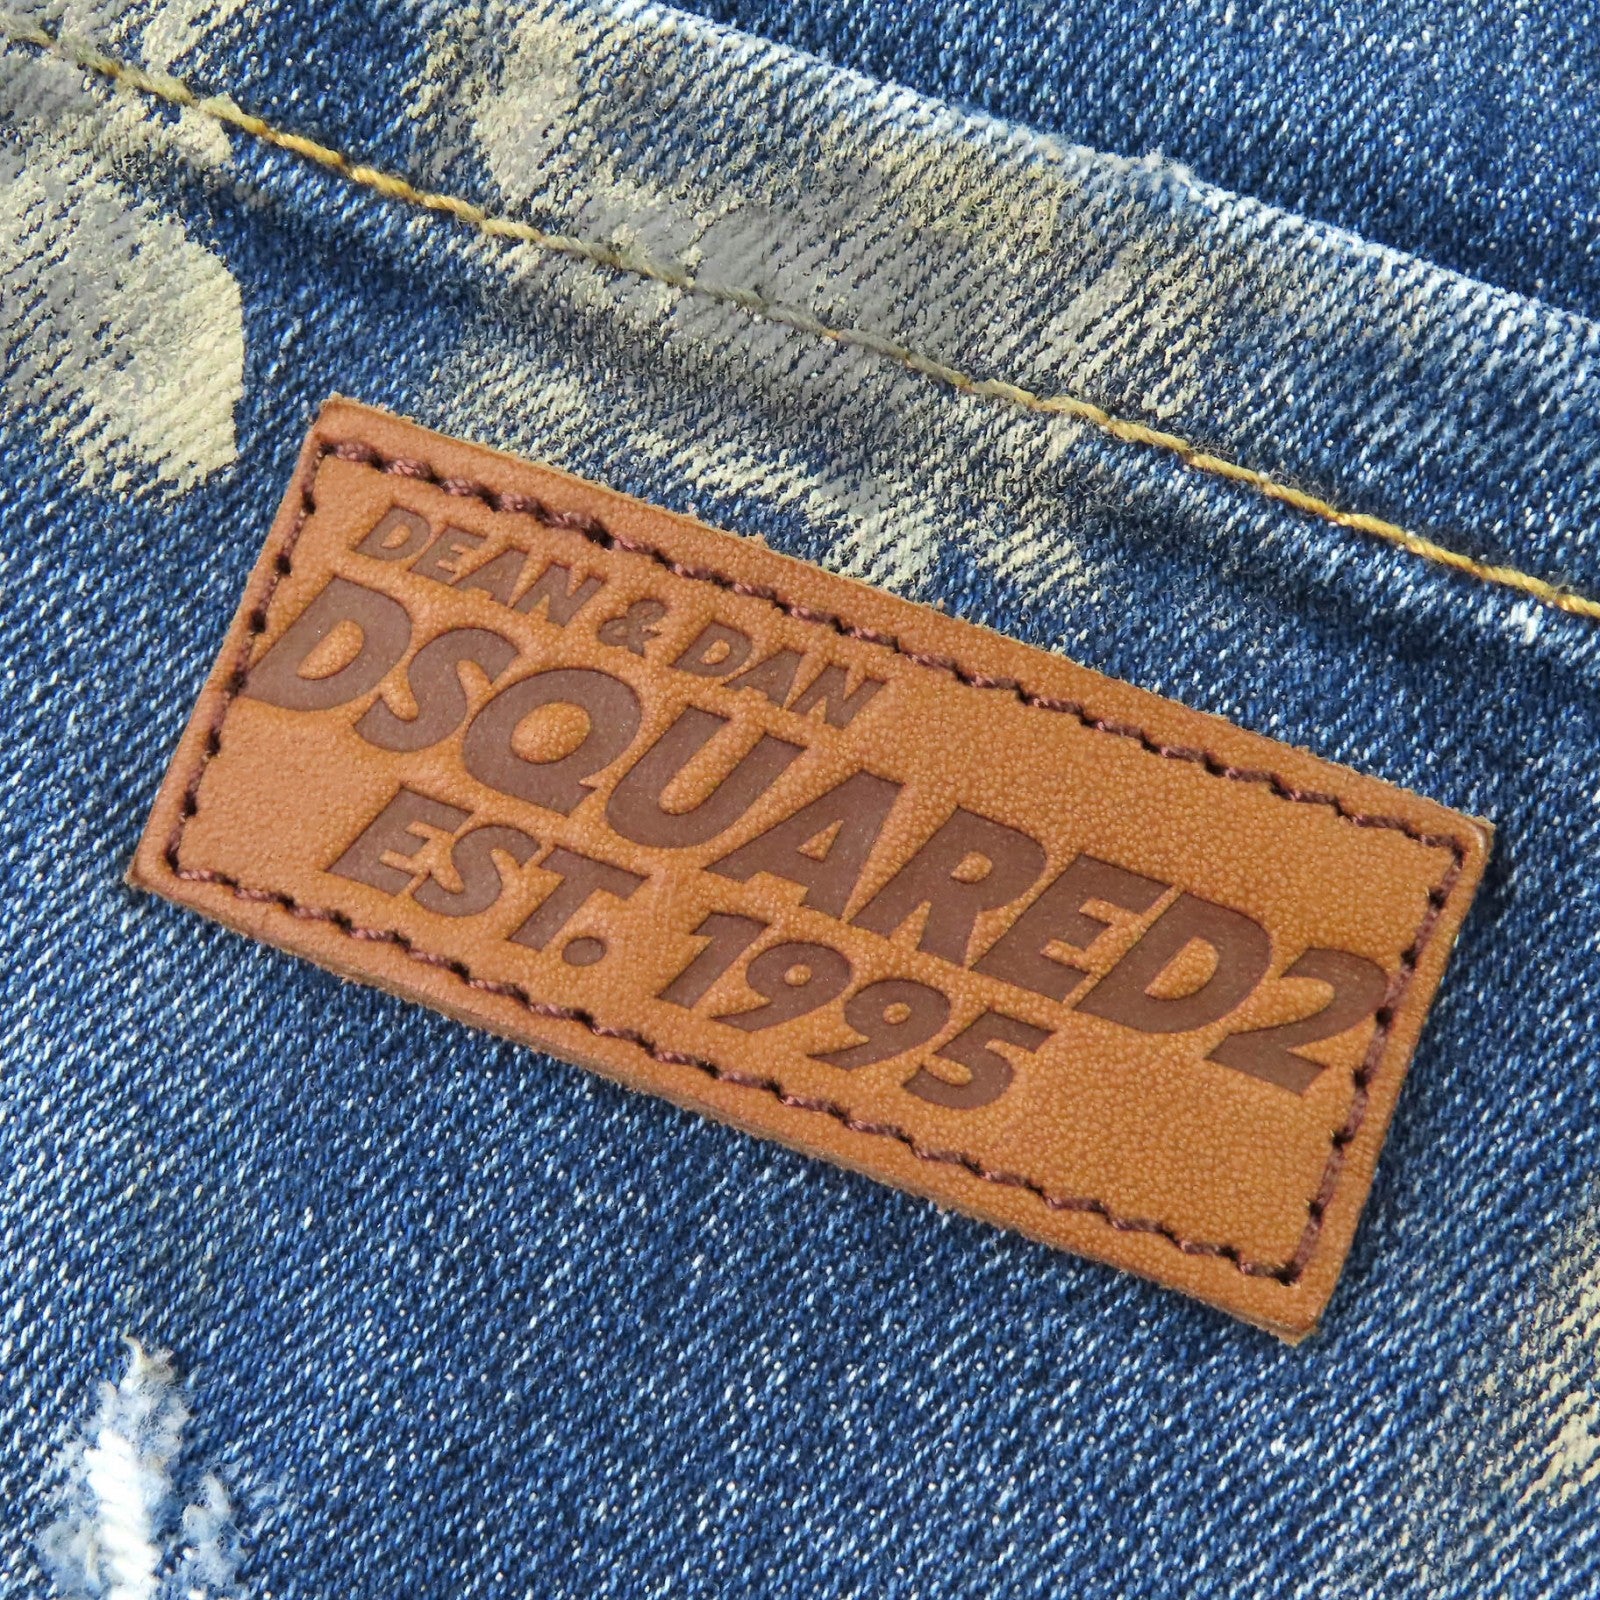 DEAN & DAN
DSQUARED2
EST. 1995